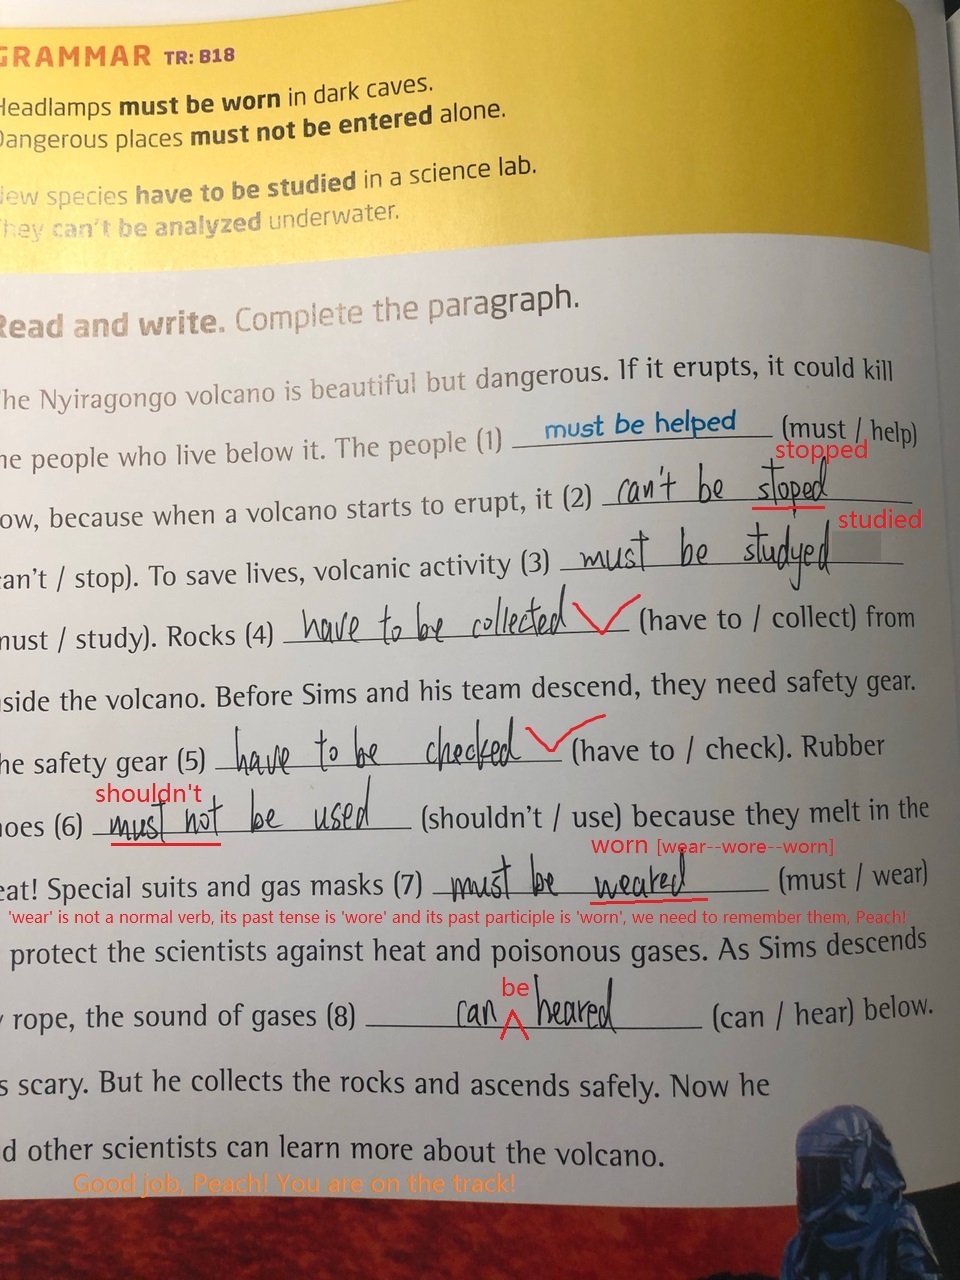 GRAMMAR TR: B18
Headlamps must be worn in dark caves.
Dangerous places must not be entered alone.
New species have to be studied in a science lab.
They can't be analyzed underwater.
Read and write. Complete the paragraph.
The Nyiragongo volcano is beautiful but dangerous. If it erupts, it could kill
he people who live below it. The people (1) must be helped (must / help)
stopped
ow, because when a volcano starts to erupt, it (2) can't be stoped
studied
an't / stop). To save lives, volcanic activity (3) must be studyed
must / study). Rocks (4) have to be collected (have to / collect) from
side the volcano. Before Sims and his team descend, they need safety gear.
he safety gear (5) have to be checked (have to / check). Rubber
shouldn't
oes (6) must not be used (shouldn't / use) because they melt in the
worn [wear--wore--worn]
eat! Special suits and gas masks (7) must be weared (must / wear)
'wear' is not a normal verb, its past tense is 'wore' and its past participle is 'worn', we need to remember them, Peach!
protect the scientists against heat and poisonous gases. As Sims descends
be
y rope, the sound of gases (8) can heared (can / hear) below.
s scary. But he collects the rocks and ascends safely. Now he
d other scientists can learn more about the volcano.
Good job, Peach! You are on the track!